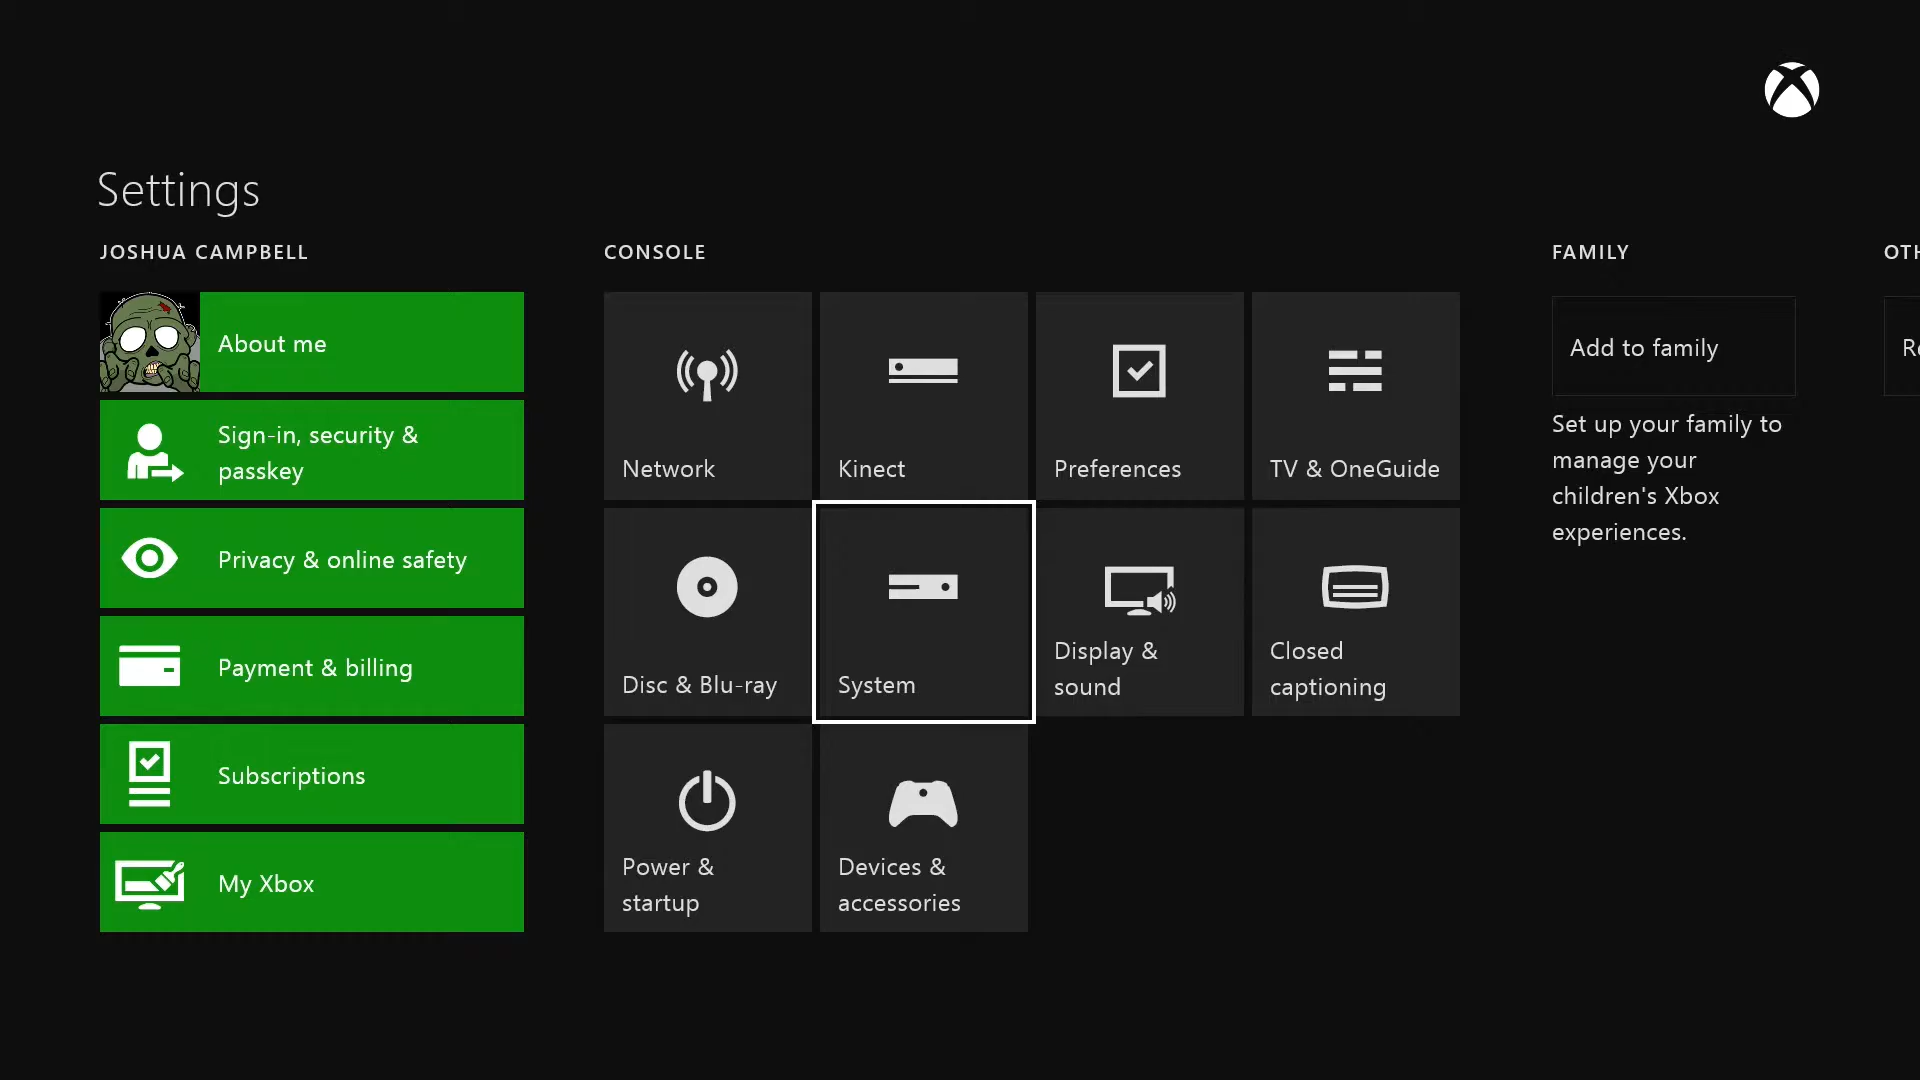 Settings
JOSHUA CAMPBELL
About me
Sign-in, security &
passkey
Privacy & online safety
Payment & billing
Subscriptions
My Xbox
CONSOLE
Network
Kinect
Preferences
TV & OneGuide
Disc & Blu-ray
System
Display &
sound
Closed
captioning
Power &
startup
Devices &
accessories
FAMILY
Add to family
Set up your family to
manage your
children's Xbox
experiences.